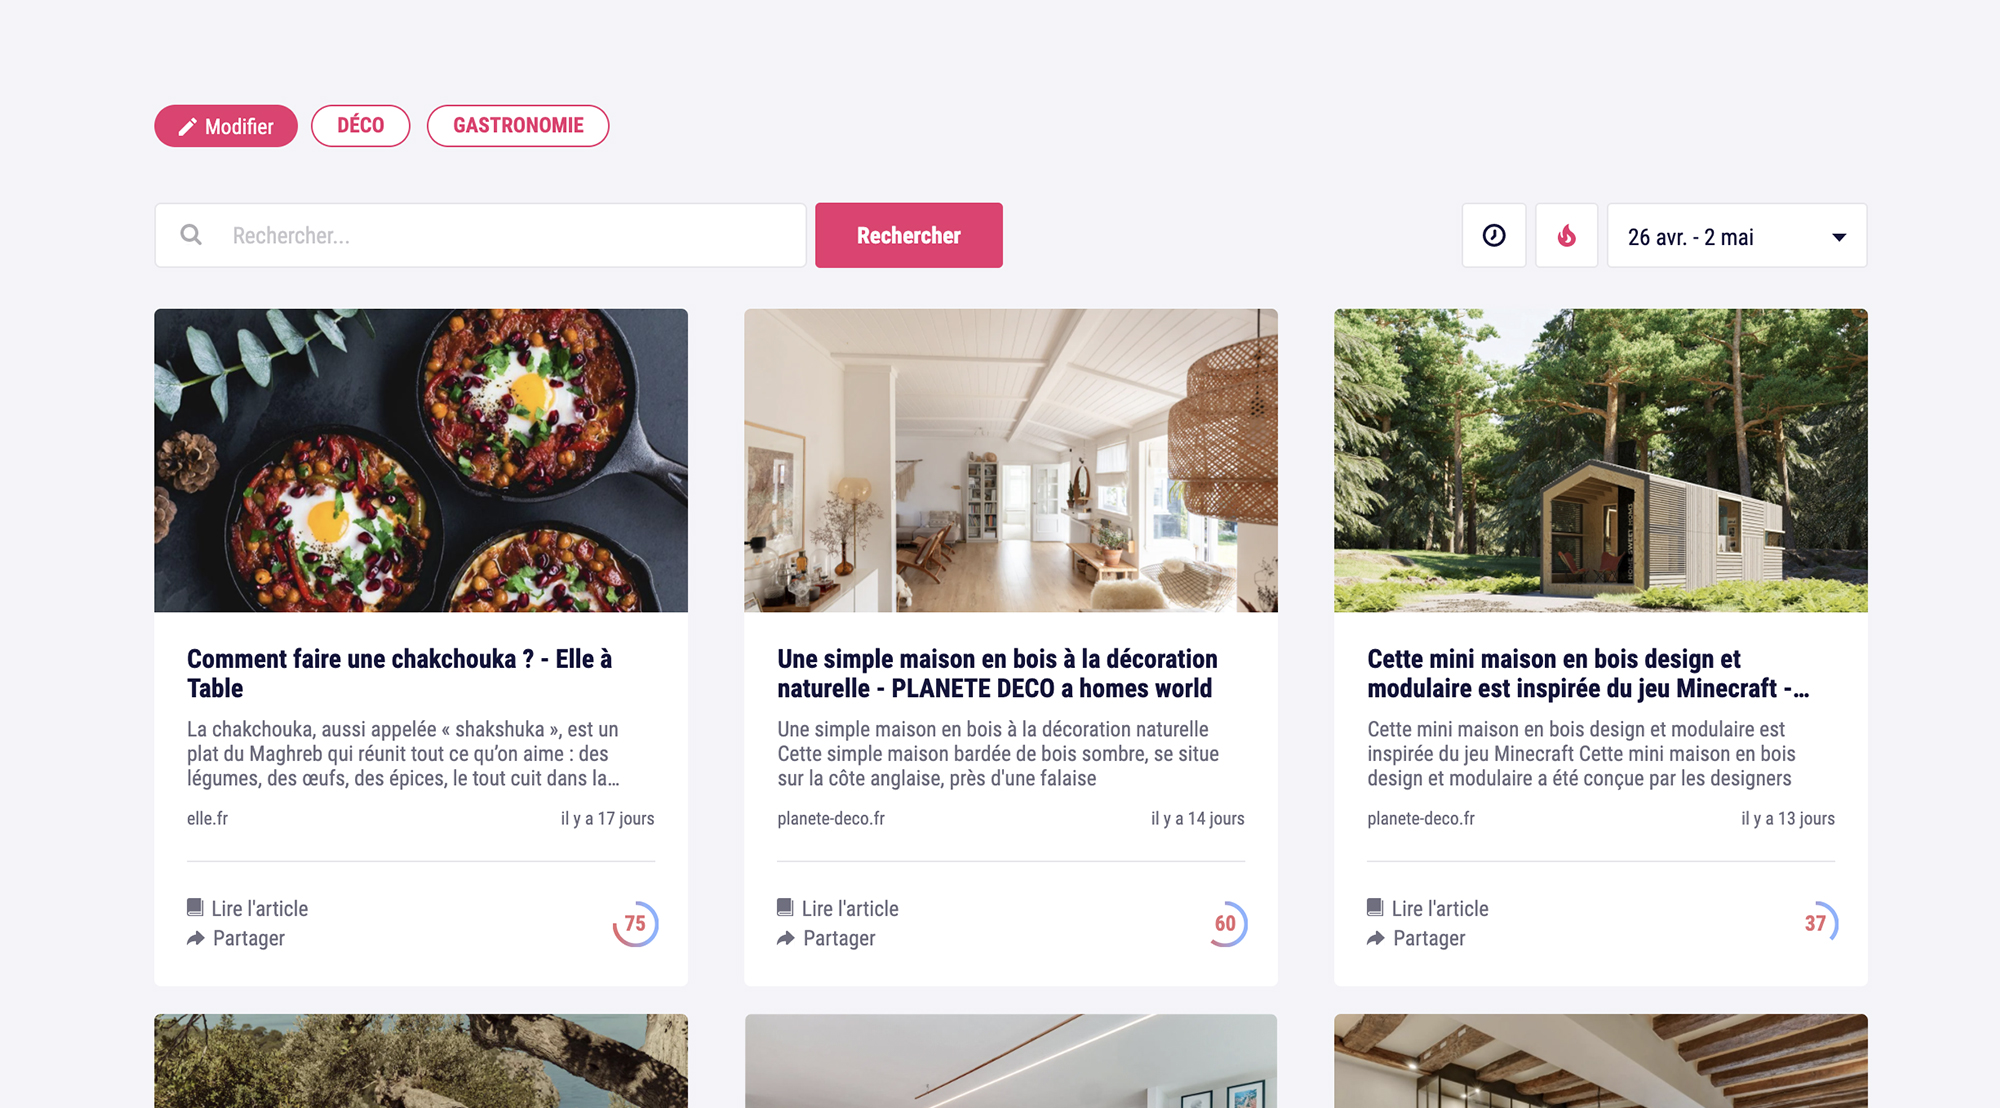 Modifier
DÉCO
GASTRONOMIE
Rechercher...
Rechercher
26 avr. - 2 mai
Comment faire une chakchouka ? - Elle à
Table
La chakchouka, aussi appelée « shakshuka », est un
plat du Maghreb qui réunit tout ce qu’on aime : des
légumes, des œufs, des épices, le tout cuit dans la...
elle.fr
il y a 17 jours
Lire l'article
Partager
75
Une simple maison en bois à la décoration
naturelle - PLANETE DECO a homes world
Une simple maison en bois à la décoration naturelle
Cette simple maison bardée de bois sombre, se situe
sur la côte anglaise, près d'une falaise
planete-deco.fr
il y a 14 jours
Lire l'article
Partager
60
HOME SWEET HOME
Cette mini maison en bois design et
modulaire est inspirée du jeu Minecraft -...
Cette mini maison en bois design et modulaire est
inspirée du jeu Minecraft Cette mini maison en bois
design et modulaire a été conçue par les designers
planete-deco.fr
il y a 13 jours
Lire l'article
Partager
37